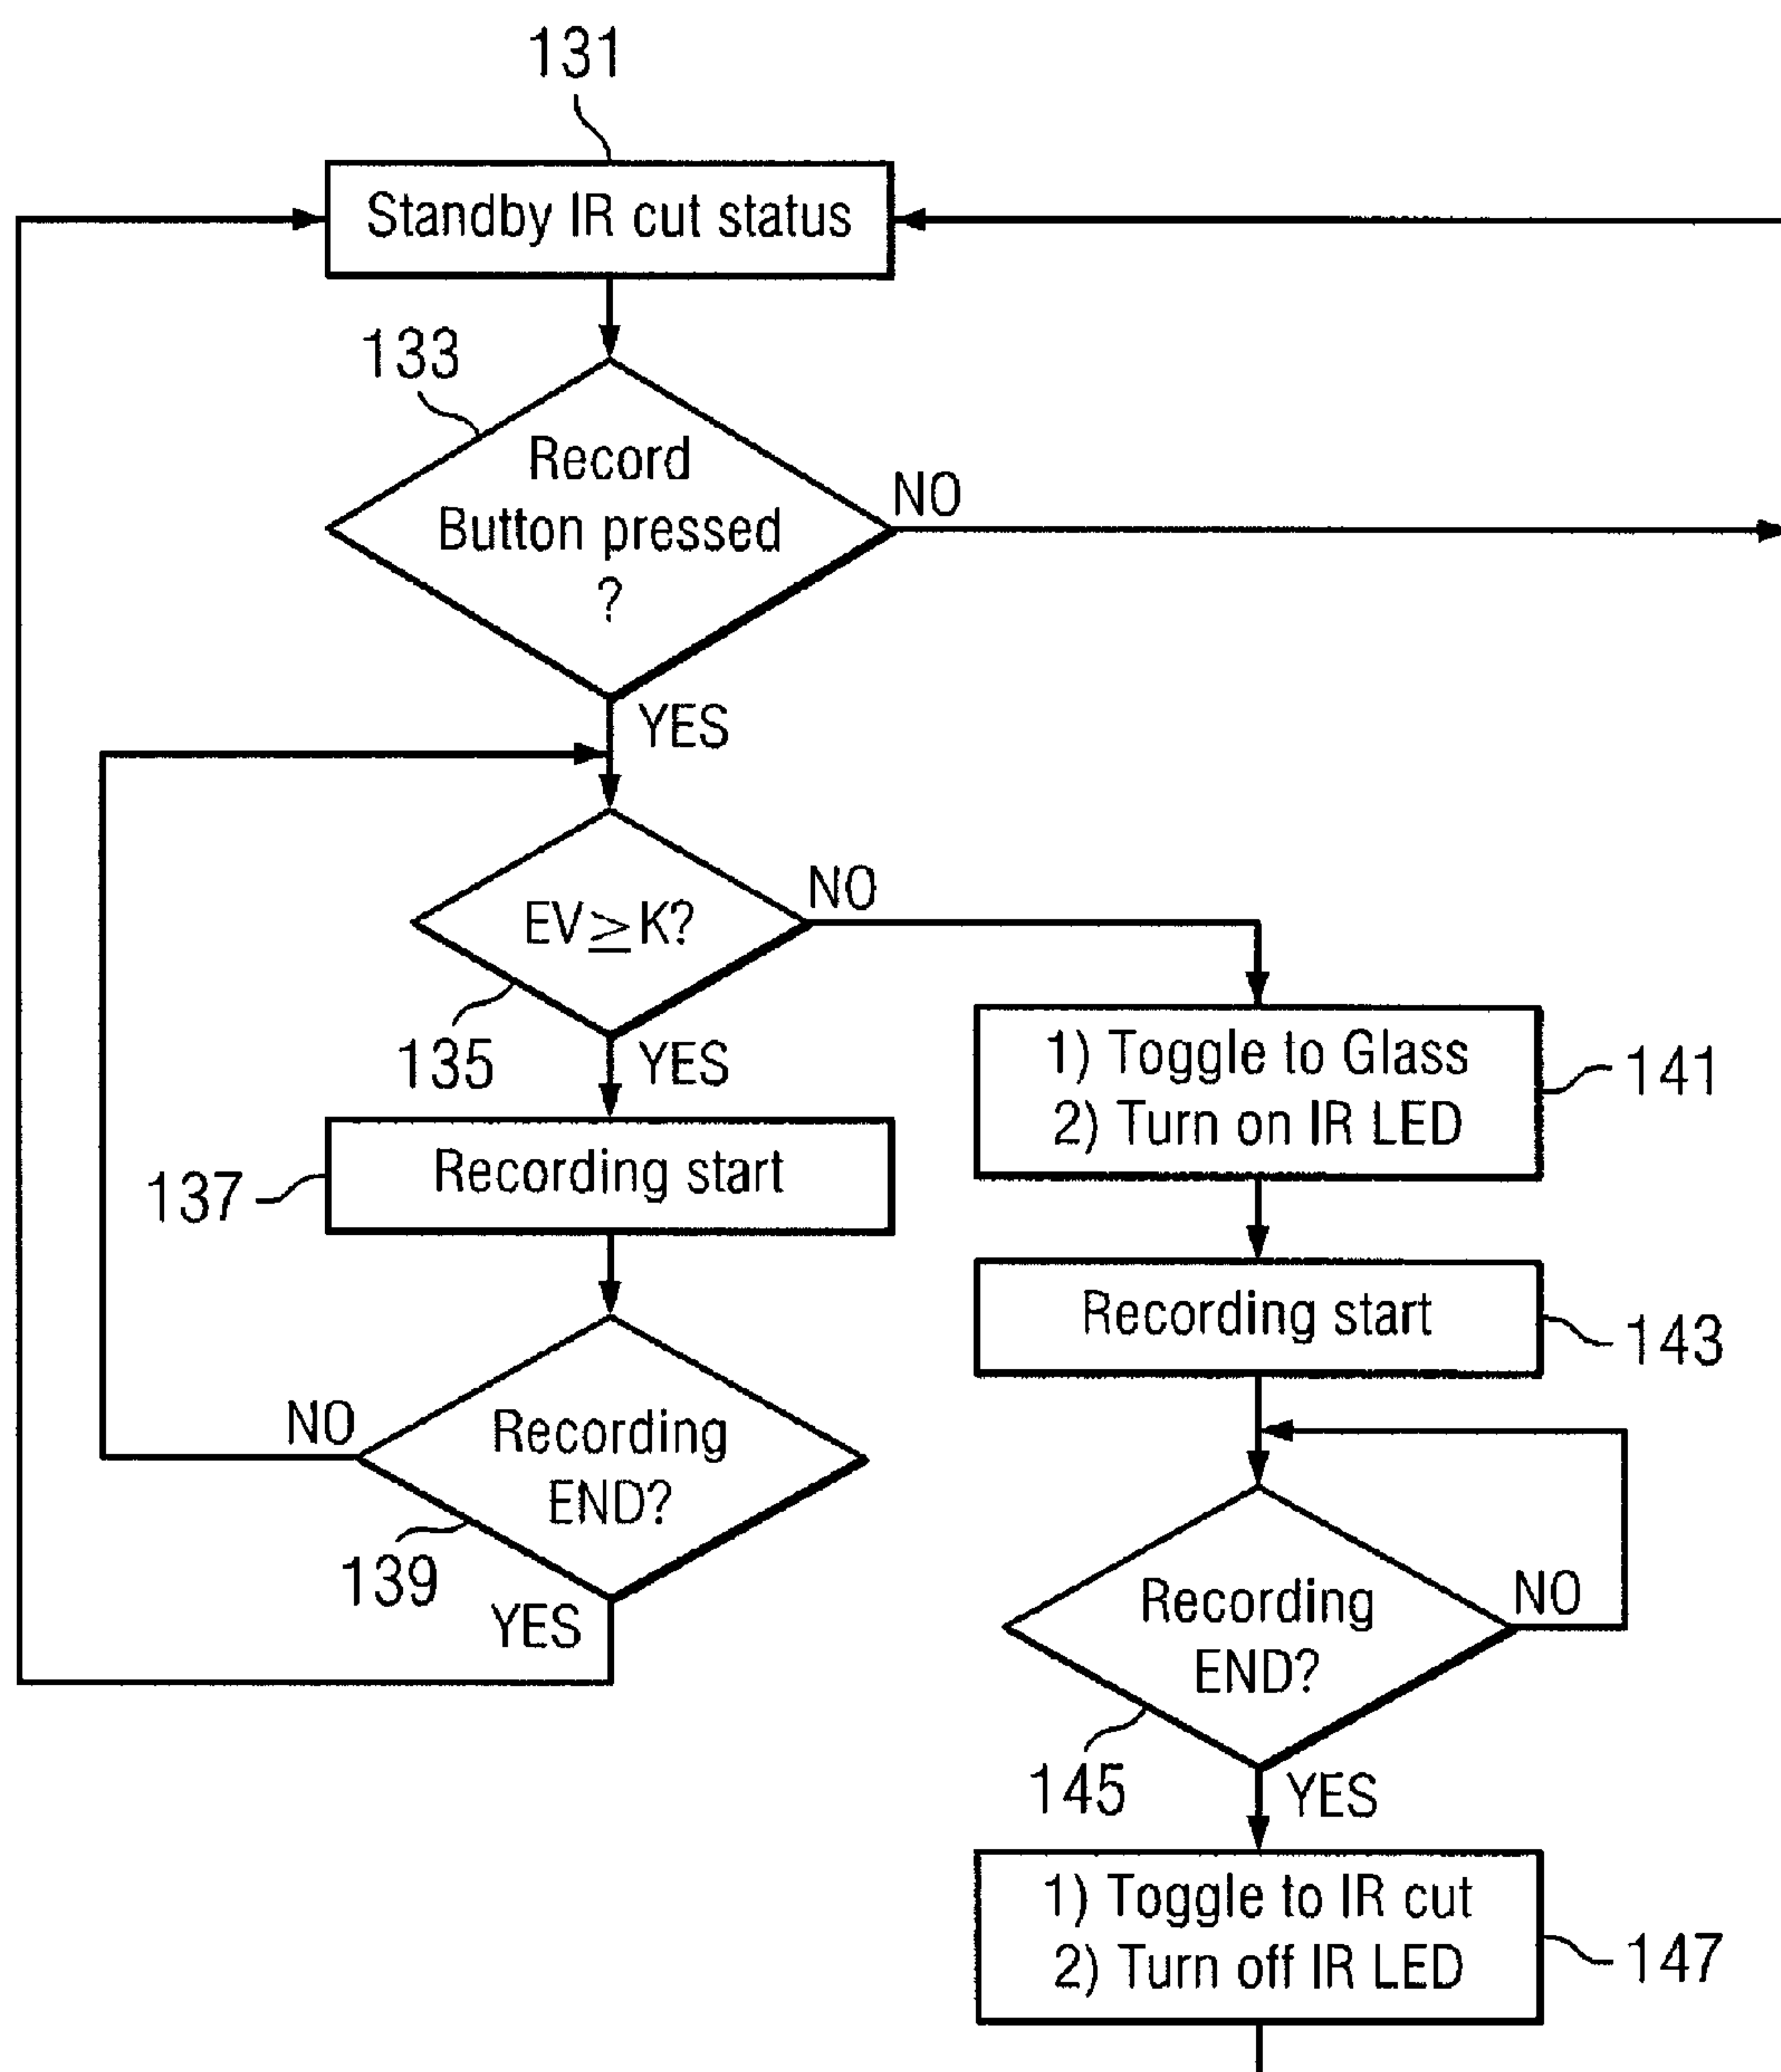 131
Standby IR cut status
133
Record
Button pressed
?
NO
YES
EV≥K?
NO
135
YES
1) Toggle to Glass
2) Turn on IR LED
141
137
Recording start
Recording start
143
NO
Recording
END?
139
YES
Recording
END?
NO
145
YES
1) Toggle to IR cut
2) Turn off IR LED
147